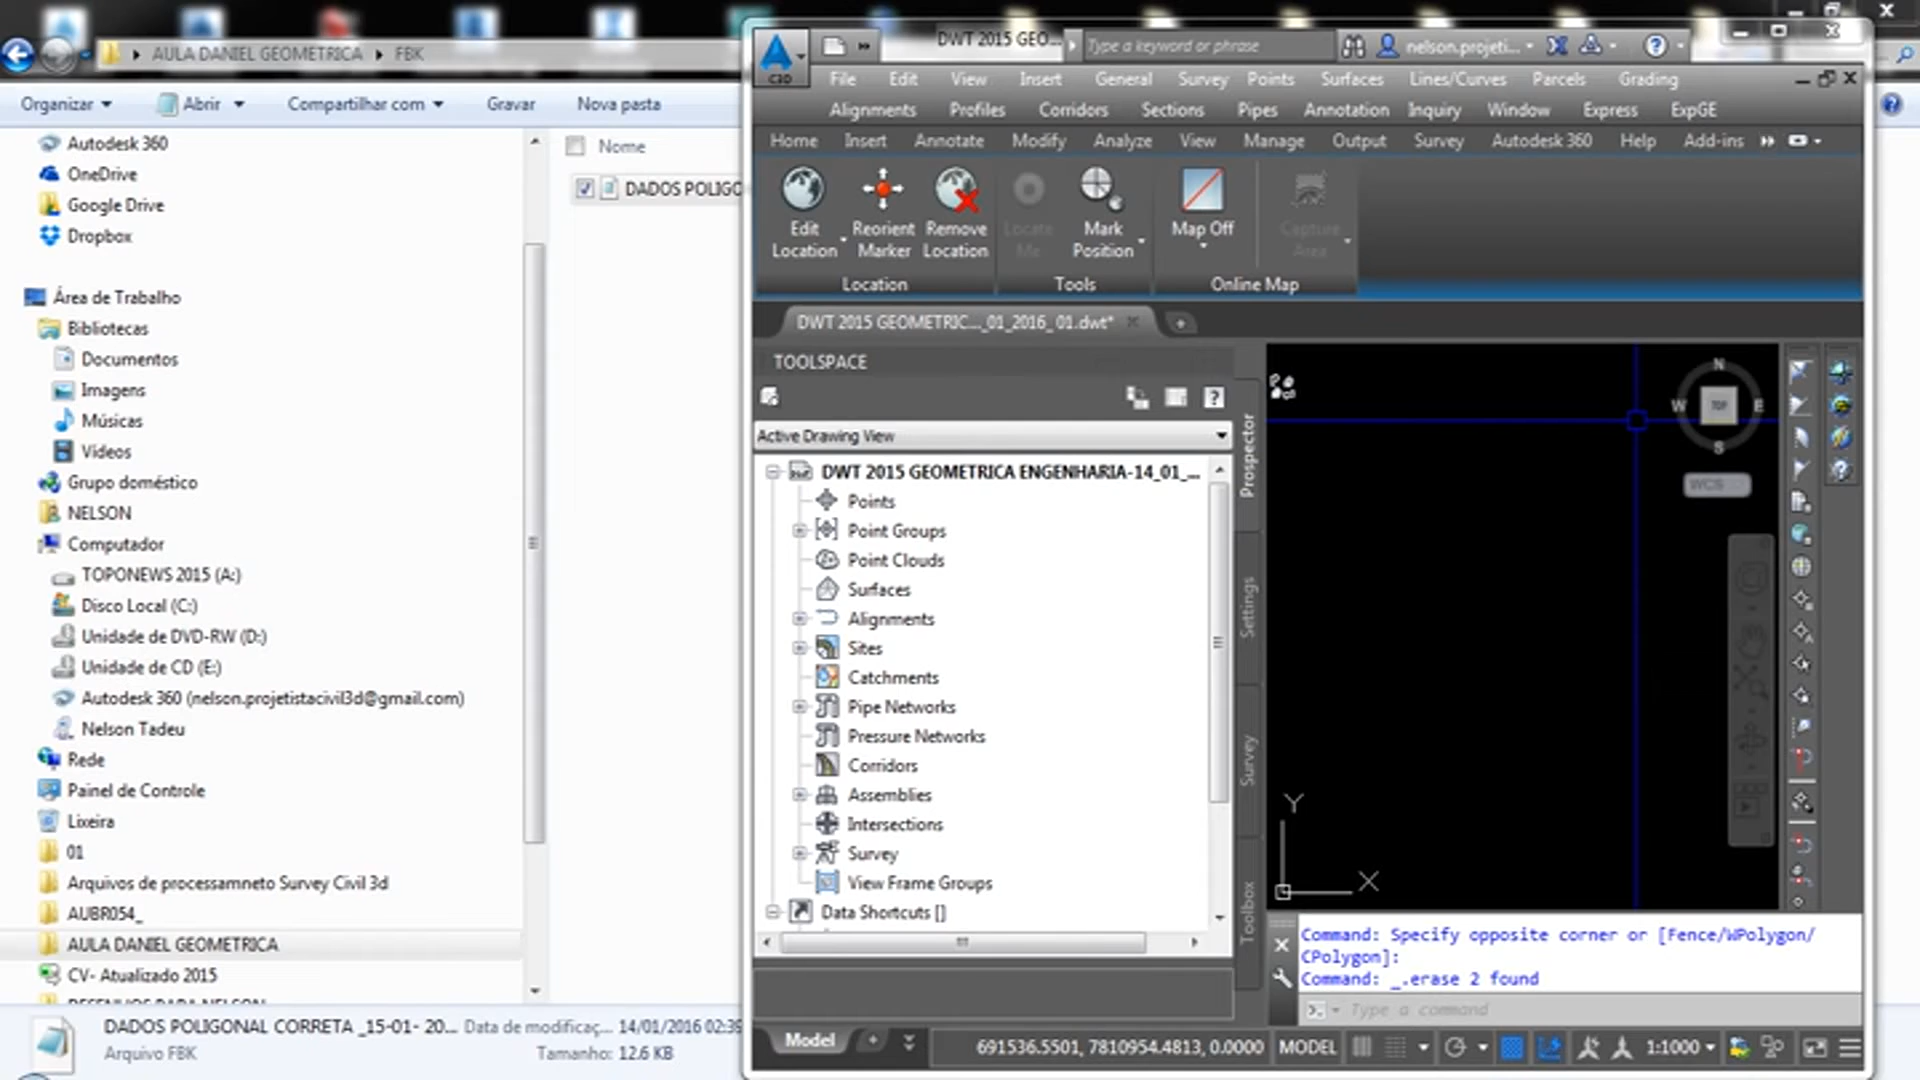 AULA DANIEL GEOMETRICA
FBK
Organizar
Abrir
Compartilhar com
Gravar
Nova pasta
Autodesk 360
OneDrive
Google Drive
Dropbox
Área de Trabalho
Bibliotecas
Documentos
Imagens
Músicas
Vídeos
Grupo doméstico
NELSON
Computador
TOPONEWS 2015 (A:)
Disco Local (C:)
Unidade de DVD-RW (D:)
Unidade de CD (E:)
Autodesk 360 (nelson.projetistacivil3d@gmail.com)
Nelson Tadeu
Rede
Painel de Controle
Lixeira
01
Arquivos de processamneto Survey Civil 3d
AUBR054_
AULA DANIEL GEOMETRICA
CV- Atualizado 2015
Nome
DADOS POLIGO
DADOS POLIGONAL CORRETA _15-01- 20... Data de modificaç... 14/01/2016 02:39
Arquivo FBK Tamanho: 12.6 KB
C3D
DWT 2015 GEO...
Type a keyword or phrase
nelson.projeti...
File Edit View Insert General Survey Points Surfaces Lines/Curves Parcels Grading
Alignments Profiles Corridors Sections Pipes Annotation Inquiry Window Express ExpGE
Home Insert Annotate Modify Analyze View Manage Output Survey Autodesk 360 Help Add-ins
Edit Location
Reorient Marker
Remove Location
Locate Me
Mark Position
Map Off
Capture Area
Location Tools Online Map
DWT 2015 GEOMETRIC..._01_2016_ 01.dwt*
TOOLSPACE
Active Drawing View
DWT 2015 GEOMETRICA ENGENHARIA-14_01_...
Points
Point Groups
Point Clouds
Surfaces
Alignments
Sites
Catchments
Pipe Networks
Pressure Networks
Corridors
Assemblies
Intersections
Survey
View Frame Groups
Data Shortcuts []
Prospector
Settings
Survey
Toolbox
N
W TOP E
S
WCS
Y
X
Command: Specify opposite corner or [Fence/WPolygon/
CPolygon]:
Command: _.erase 2 found
Type a command
Model
691536.5501, 7810954.4813, 0.0000 MODEL 1:1000